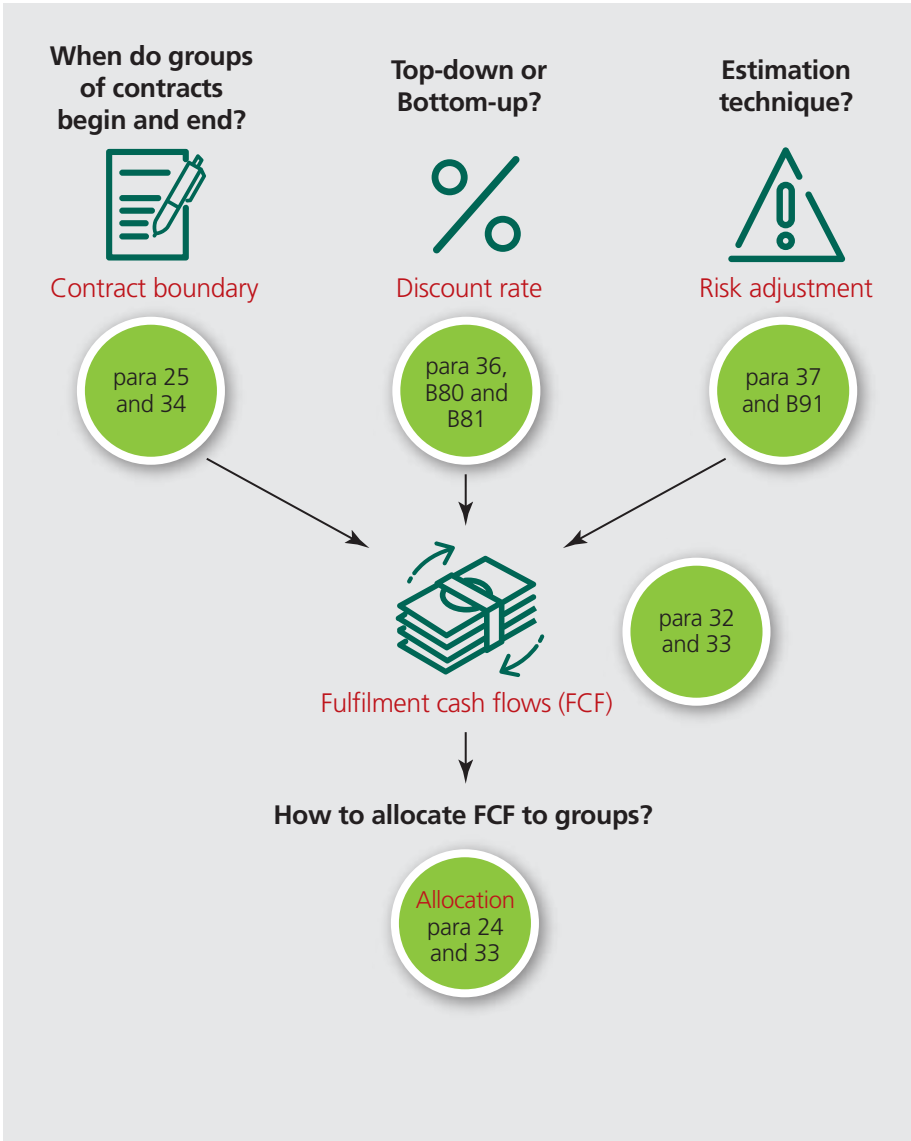 When do groups
of contracts
begin and end?
Contract boundary
para 25
and 34
Top-down or
Bottom-up?
Discount rate
para 36,
B80 and
B81
Estimation
technique?
Risk adjustment
para 37
and B91
Fulfilment cash flows (FCF)
para 32
and 33
How to allocate FCF to groups?
Allocation
para 24
and 33